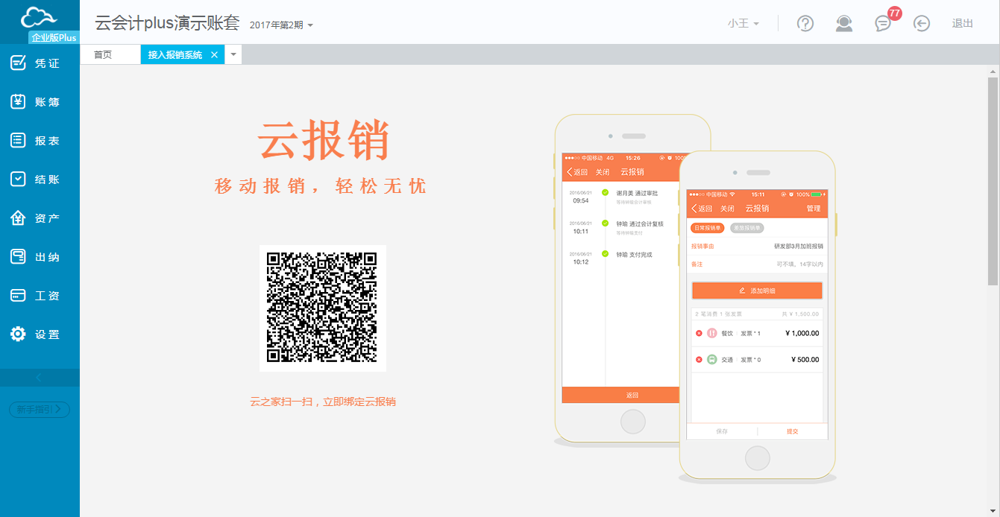 企业版Plus
云会计plus演示账套 2017年第2期
小王
77
退出
首页
接入报销系统
凭证
账簿
报表
结账
资产
出纳
工资
设置
新手指引
云报销
移动报销，轻松无忧
云之家扫一扫，立即绑定云报销
中国移动 4G 15:26 100%
返回 关闭 云报销
2016/06/21
09:54
谢月美 通过审批
等待钟瑜会计审核
2016/06/21
10:11
钟瑜 通过会计复核
等待钟瑜支付
2016/06/21
10:12
钟瑜 支付完成
返回
中国移动 15:11 100%
返回 关闭 云报销 管理
日常报销单 差旅报销单
报销事由 研发部3月加班报销
备注 可不填，14字以内
添加明细
2 笔消费 1 张发票 共 ¥ 1,500.00
餐饮 发票 * 1 ¥ 1,000.00
交通 发票 * 0 ¥ 500.00
保存 提交